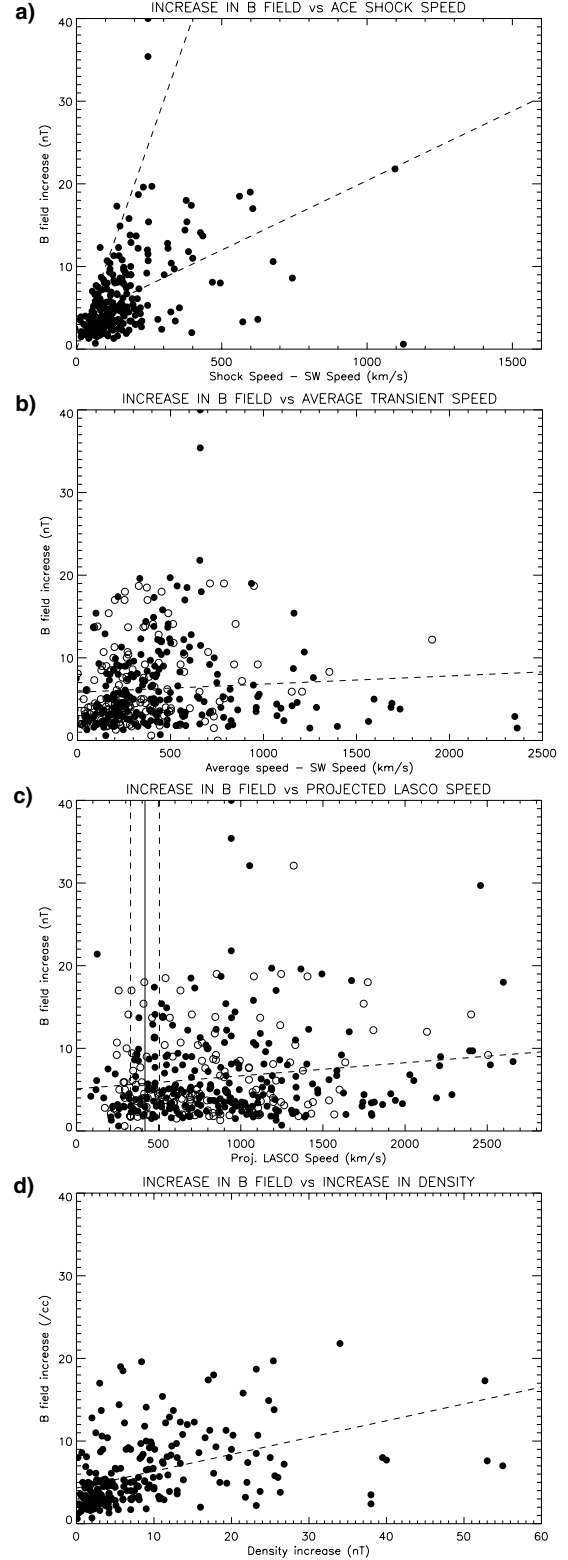 a)
INCREASE IN B FIELD vs ACE SHOCK SPEED
40
30
20
10
0
B field increase (nT)
0 500 1000 1500
Shock Speed - SW Speed (km/s)
b)
INCREASE IN B FIELD vs AVERAGE TRANSIENT SPEED
40
30
20
10
0
B field increase (nT)
0 500 1000 1500 2000 2500
Average speed - SW Speed (km/s)
c)
INCREASE IN B FIELD vs PROJECTED LASCO SPEED
40
30
20
10
0
B field increase (nT)
0 500 1000 1500 2000 2500
Proj. LASCO Speed (km/s)
d)
INCREASE IN B FIELD vs INCREASE IN DENSITY
40
30
20
10
0
B field increase (/cc)
0 10 20 30 40 50 60
Density increase (nT)